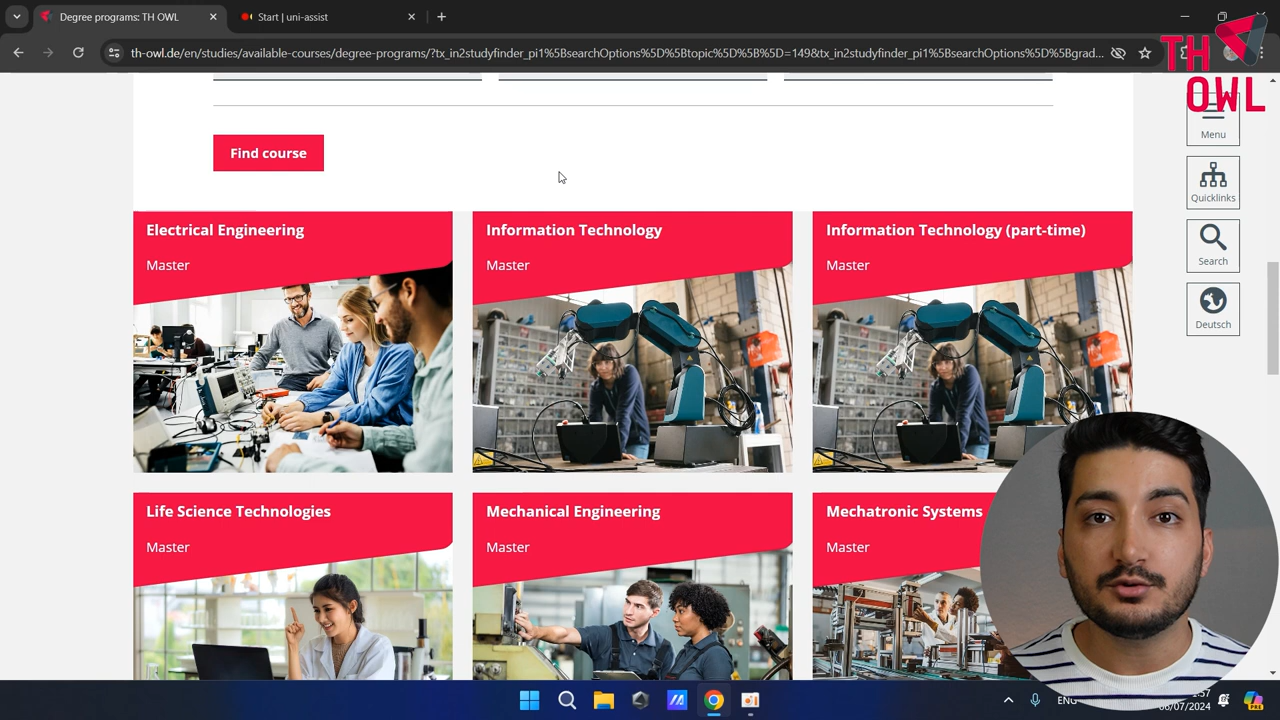 Degree programs: TH OWL
Start | uni-assist
th-owl.de/en/studies/available-courses/degree-programs/?tx_in2studyfinder_pi1%5BsearchOptions%5D%5Btopic%5D%5B%5D=149&tx_in2studyfinder_pi1%5BsearchOptions%5D%5Bgrad...
TH
OWL
Menu
Find course
Quicklinks
Search
Deutsch
Electrical Engineering
Master
Information Technology
Master
Information Technology (part-time)
Master
Life Science Technologies
Master
Mechanical Engineering
Master
Mechatronic Systems
Master
ENG